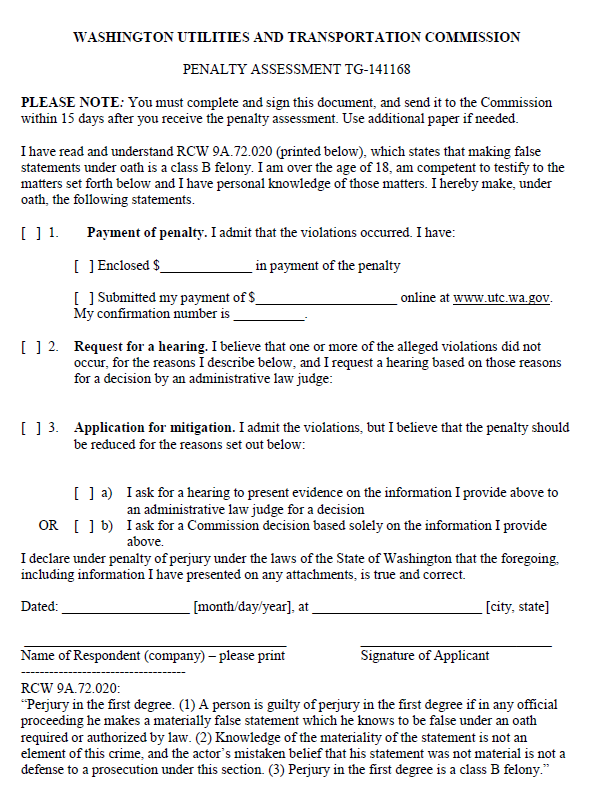 WASHINGTON UTILITIES AND TRANSPORTATION COMMISSION
PENALTY ASSESSMENT TG-141168
PLEASE NOTE: You must complete and sign this document, and send it to the Commission
within 15 days after you receive the penalty assessment. Use additional paper if needed.
I have read and understand RCW 9A.72.020 (printed below), which states that making false
statements under oath is a class B felony. I am over the age of 18, am competent to testify to the
matters set forth below and I have personal knowledge of those matters. I hereby make, under
oath, the following statements.
[ ] 1. Payment of penalty. I admit that the violations occurred. I have:
[ ] Enclosed $______________ in payment of the penalty
[ ] Submitted my payment of $_____________________ online at www.utc.wa.gov.
My confirmation number is ___________.
[ ] 2. Request for a hearing. I believe that one or more of the alleged violations did not
occur, for the reasons I describe below, and I request a hearing based on those reasons
for a decision by an administrative law judge:
[ ] 3. Application for mitigation. I admit the violations, but I believe that the penalty should
be reduced for the reasons set out below:
[ ] a) I ask for a hearing to present evidence on the information I provide above to
an administrative law judge for a decision
OR [ ] b) I ask for a Commission decision based solely on the information I provide
above.
I declare under penalty of perjury under the laws of the State of Washington that the foregoing,
including information I have presented on any attachments, is true and correct.
Dated: ___________________ [month/day/year], at _________________________ [city, state]
________________________________________ _____________________________
Name of Respondent (company) – please print Signature of Applicant
-----------------------------------
RCW 9A.72.020:
“Perjury in the first degree. (1) A person is guilty of perjury in the first degree if in any official
proceeding he makes a materially false statement which he knows to be false under an oath
required or authorized by law. (2) Knowledge of the materiality of the statement is not an
element of this crime, and the actor’s mistaken belief that his statement was not material is not a
defense to a prosecution under this section. (3) Perjury in the first degree is a class B felony.”